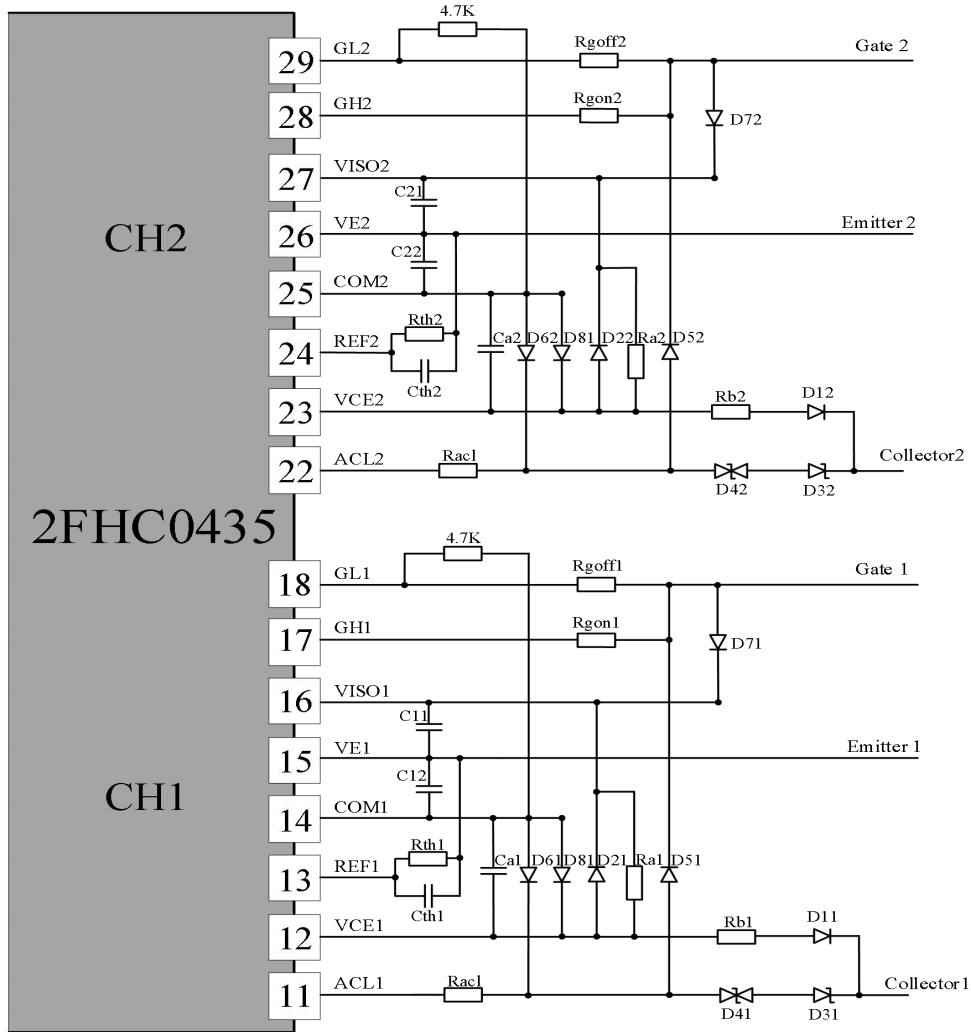 4.7K
29 GL2 Rgoff2 Gate 2
28 GH2 Rgon2 D72
27 VISO2
C21
26 VE2 Emitter 2
CH2
C22
25 COM2
Rth2
24 REF2 Ca2 D62 D81 D22 Ra2 D52
Cth2
23 VCE2 Rb2 D12
22 ACL2 Rac1 Collector2
D42 D32
2FHC0435
4.7K
18 GL1 Rgoff1 Gate 1
17 GH1 Rgon1 D71
16 VISO1
C11
15 VE1 Emitter 1
C12
CH1
14 COM1
Rth1
13 REF1 Ca1 D61 D81 D21 Ra1 D51
Cth1
12 VCE1 Rb1 D11
11 ACL1 Rac1 Collector1
D41 D31